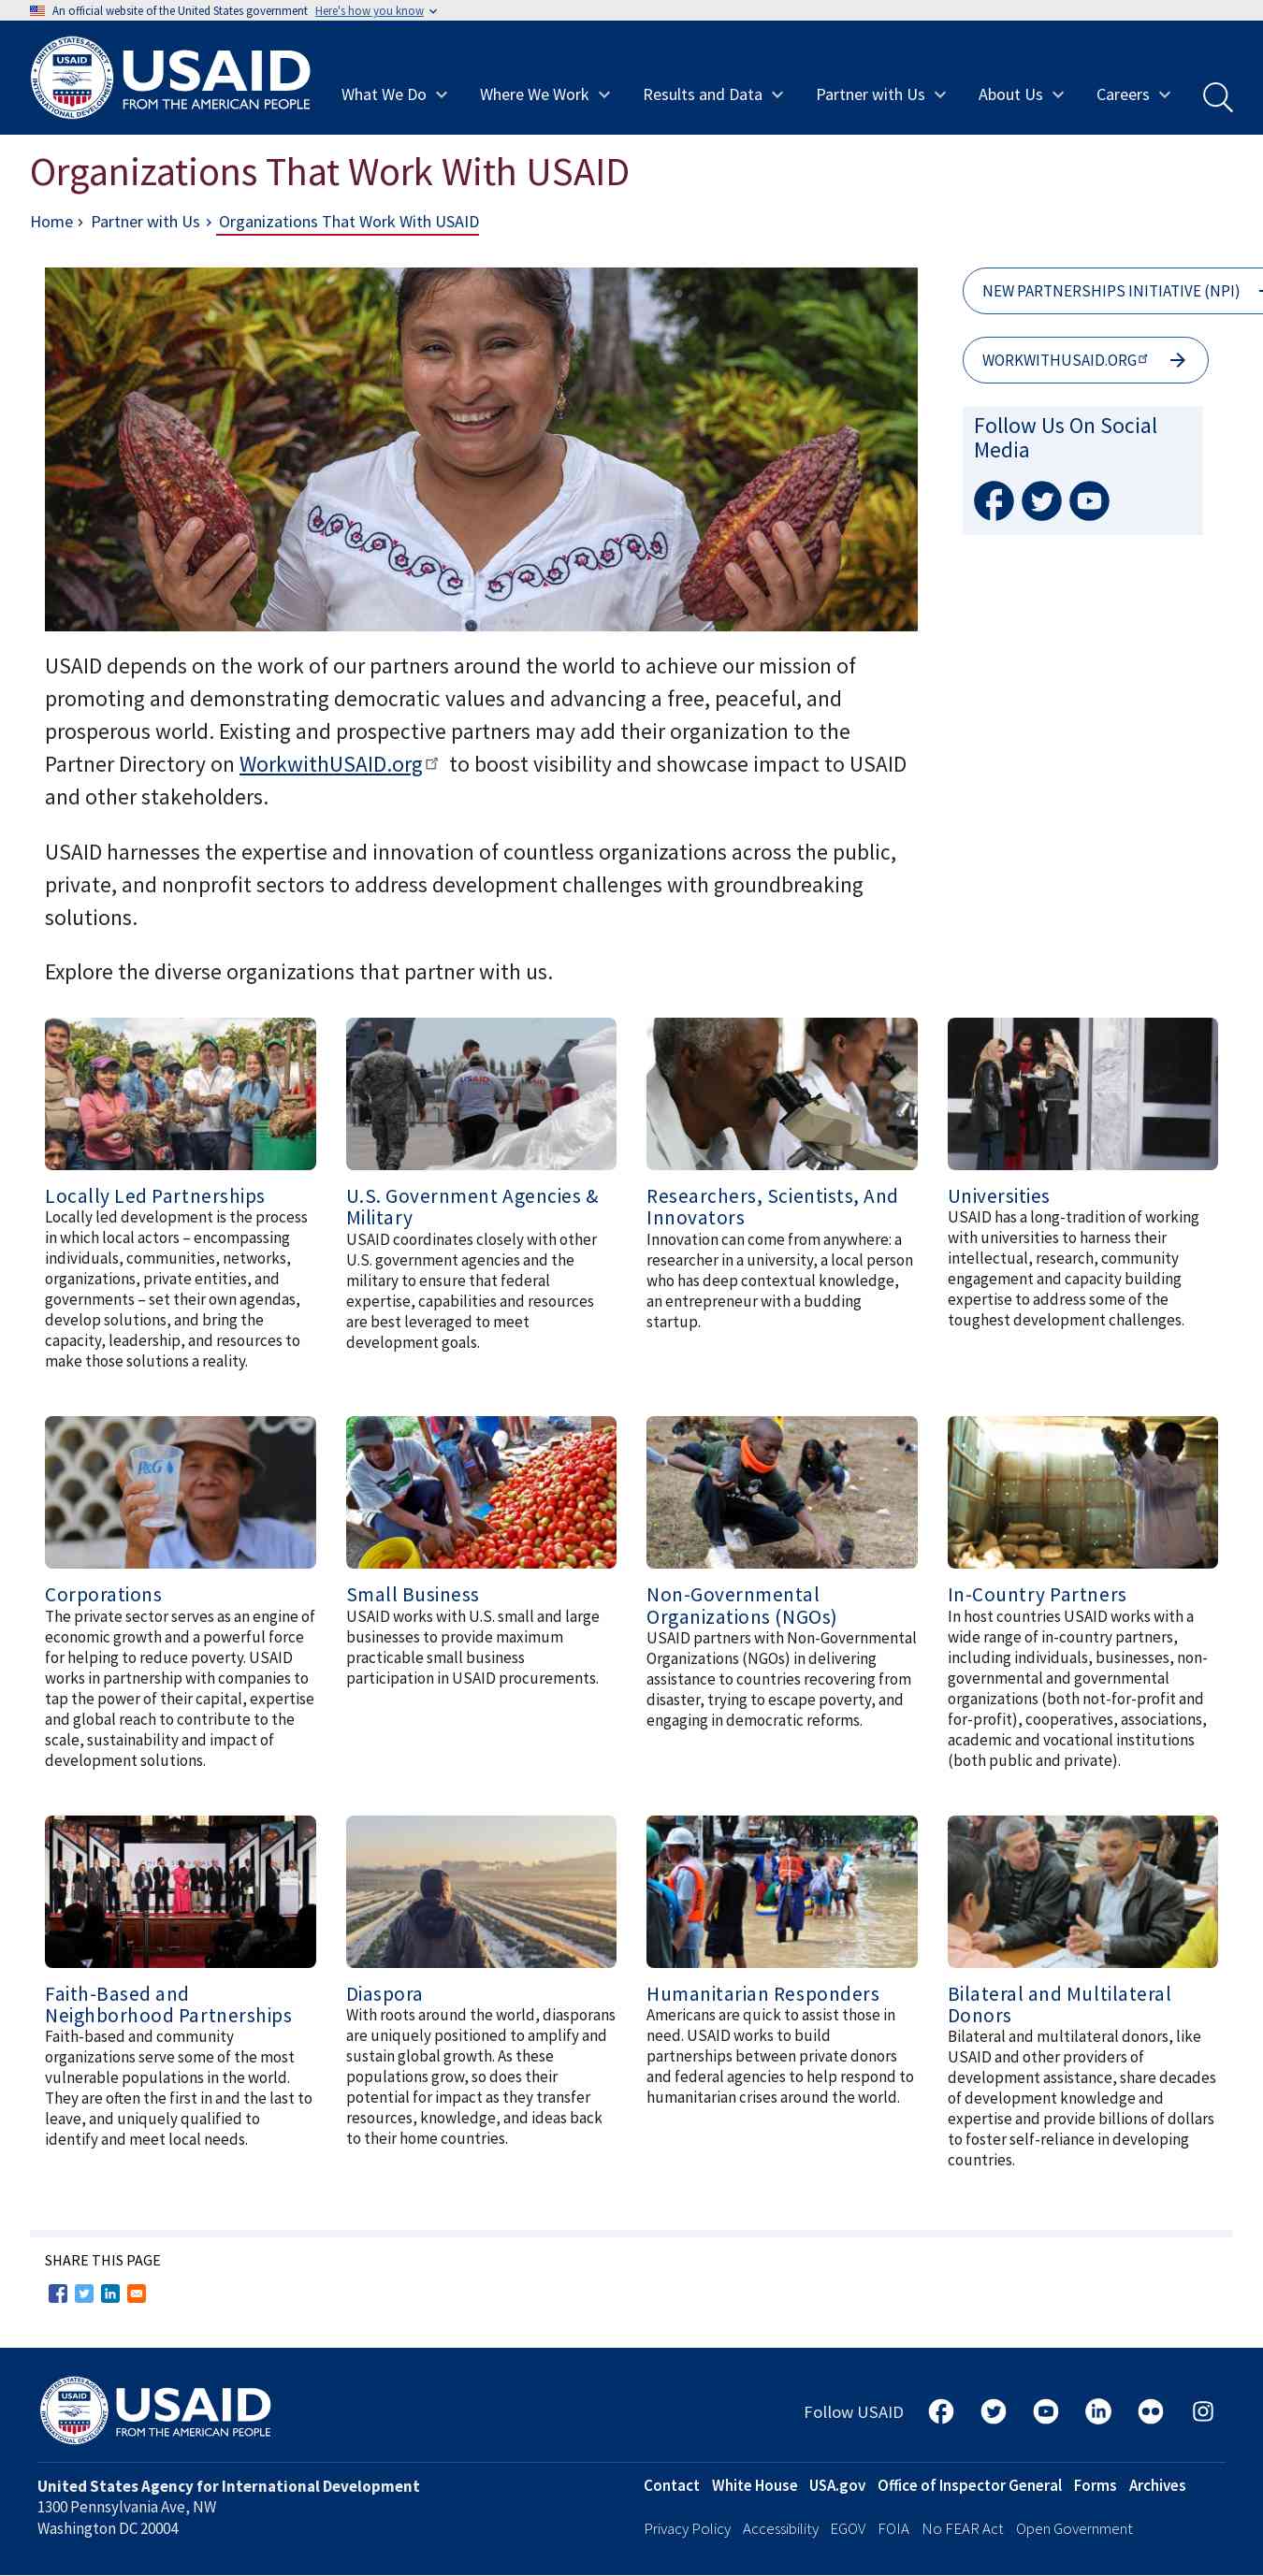 An official website of the United States government Here's how you know
USAID
FROM THE AMERICAN PEOPLE
What We Do
Where We Work
Results and Data
Partner with Us
About Us
Careers
Organizations That Work With USAID
Home › Partner with Us › Organizations That Work With USAID
NEW PARTNERSHIPS INITIATIVE (NPI)
WORKWITHUSAID.ORG
Follow Us On Social
Media
USAID depends on the work of our partners around the world to achieve our mission of
promoting and demonstrating democratic values and advancing a free, peaceful, and
prosperous world. Existing and prospective partners may add their organization to the
Partner Directory on WorkwithUSAID.org to boost visibility and showcase impact to USAID
and other stakeholders.
USAID harnesses the expertise and innovation of countless organizations across the public,
private, and nonprofit sectors to address development challenges with groundbreaking
solutions.
Explore the diverse organizations that partner with us.
Locally Led Partnerships
Locally led development is the process
in which local actors – encompassing
individuals, communities, networks,
organizations, private entities, and
governments – set their own agendas,
develop solutions, and bring the
capacity, leadership, and resources to
make those solutions a reality.
U.S. Government Agencies &
Military
USAID coordinates closely with other
U.S. government agencies and the
military to ensure that federal
expertise, capabilities and resources
are best leveraged to meet
development goals.
Researchers, Scientists, And
Innovators
Innovation can come from anywhere: a
researcher in a university, a local person
who has deep contextual knowledge,
an entrepreneur with a budding
startup.
Universities
USAID has a long-tradition of working
with universities to harness their
intellectual, research, community
engagement and capacity building
expertise to address some of the
toughest development challenges.
P&G
Corporations
The private sector serves as an engine of
economic growth and a powerful force
for helping to reduce poverty. USAID
works in partnership with companies to
tap the power of their capital, expertise
and global reach to contribute to the
scale, sustainability and impact of
development solutions.
Small Business
USAID works with U.S. small and large
businesses to provide maximum
practicable small business
participation in USAID procurements.
Non-Governmental
Organizations (NGOs)
USAID partners with Non-Governmental
Organizations (NGOs) in delivering
assistance to countries recovering from
disaster, trying to escape poverty, and
engaging in democratic reforms.
In-Country Partners
In host countries USAID works with a
wide range of in-country partners,
including individuals, businesses, non-
governmental and governmental
organizations (both not-for-profit and
for-profit), cooperatives, associations,
academic and vocational institutions
(both public and private).
Faith-Based and
Neighborhood Partnerships
Faith-based and community
organizations serve some of the most
vulnerable populations in the world.
They are often the first in and the last to
leave, and uniquely qualified to
identify and meet local needs.
Diaspora
With roots around the world, diasporans
are uniquely positioned to amplify and
sustain global growth. As these
populations grow, so does their
potential for impact as they transfer
resources, knowledge, and ideas back
to their home countries.
Humanitarian Responders
Americans are quick to assist those in
need. USAID works to build
partnerships between private donors
and federal agencies to help respond to
humanitarian crises around the world.
Bilateral and Multilateral
Donors
Bilateral and multilateral donors, like
USAID and other providers of
development assistance, share decades
of development knowledge and
expertise and provide billions of dollars
to foster self-reliance in developing
countries.
SHARE THIS PAGE
USAID
FROM THE AMERICAN PEOPLE
Follow USAID
United States Agency for International Development
1300 Pennsylvania Ave, NW
Washington DC 20004
Contact White House USA.gov Office of Inspector General Forms Archives
Privacy Policy Accessibility EGOV FOIA No FEAR Act Open Government